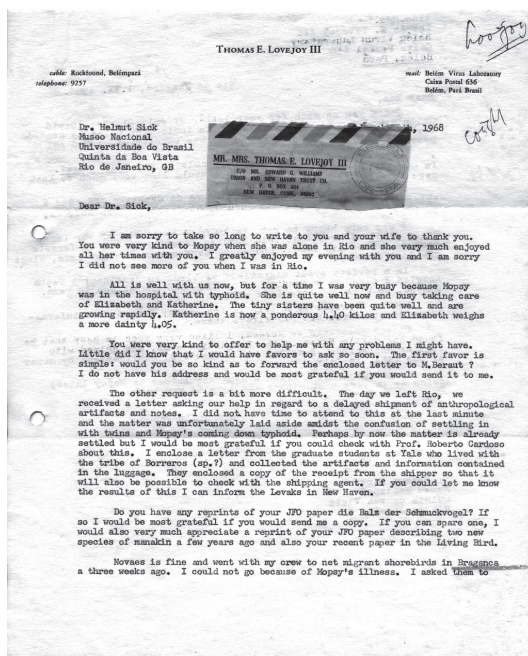 Lovejoy
THOMAS E. LOVEJOY III
cable: Rockfound, Belémpará
telephone: 9257
mail: Belém Virus Laboratory
Caixa Postal 636
Belém, Pará Brasil
Dr. Helmut Sick
Museo Nacional
Universidade do Brasil
Quinta da Boa Vista
Rio de Janeiro, GB
1968
MR. MRS. THOMAS E. LOVEJOY III
C/O MR. EDWARD G. WILLIAMS
UNION AND NEW HAVEN TRUST CO.
P. O. BOX 404
NEW HAVEN, CONN.
Dear Dr. Sick,
I am sorry to take so long to write to you and your wife to thank you.
You were very kind to Mopsy when she was alone in Rio and she very much enjoyed
all her times with you. I greatly enjoyed my evening with you and I am sorry
I did not see more of you when I was in Rio.
All is well with us now, but for a time I was very busy because Mopsy
was in the hospital with typhoid. She is quite well now and busy taking care
of Elizabeth and Katherine. The tiny sisters have been quite well and are
growing rapidly. Katherine is now a ponderous 4.40 kilos and Elizabeth weighs
a more dainty 4.05.
You were very kind to offer to help me with any problems I might have.
Little did I know that I would have favors to ask so soon. The first favor is
simple: would you be so kind as to forward the enclosed letter to M.Beraut ?
I do not have his address and would be most grateful if you would send it to me.
The other request is a bit more difficult. The day we left Rio, we
received a letter asking our help in regard to a delayed shipment of anthropological
artifacts and notes. I did not have time to attend to this at the last minute
and the matter was unfortunately laid aside amidst the confusion of settling in
with twins and Mopsy's coming down typhoid. Perhaps by now the matter is already
settled but I would be most grateful if you could check with Prof. Roberto Cardoso
about this. I enclose a letter from the graduate students at Yale who lived with
the tribe of Borreros (sp.?) and collected the artifacts and information contained
in the luggage. They enclosed a copy of the receipt from the shipper so that it
will also be possible to check with the shipping agent. If you could let me know
the results of this I can inform the Levaks in New Haven.
Do you have any reprints of your JFO paper die Balz der Schmuckvogel? If
so I would be most grateful if you would send me a copy. If you can spare one, I
would also very much appreciate a reprint of your JFO paper describing two new
species of manakin a few years ago and also your recent paper in the Living Bird.
Novaes is fine and went with my crew to net migrant shorebirds in Braganca
a three weeks ago. I could not go because of Mopsy's illness. I asked them to